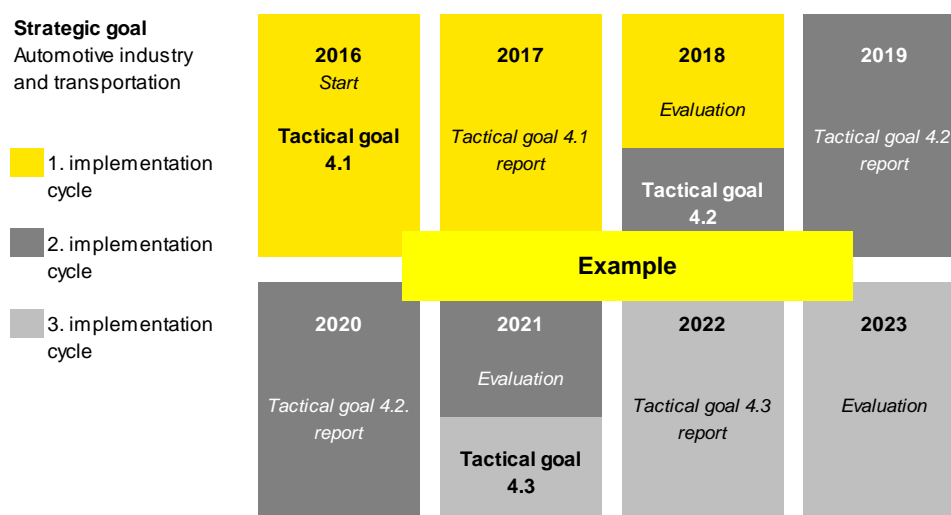 Strategic goal
Automotive industry
and transportation
1. implementation
cycle
2. implementation
cycle
3. implementation
cycle
2016
Start
Tactical goal
4.1
2017
Tactical goal 4.1
report
2018
Evaluation
Tactical goal
4.2
2019
Tactical goal 4.2
report
Example
2020
Tactical goal 4.2.
report
2021
Evaluation
Tactical goal
4.3
2022
Tactical goal 4.3
report
2023
Evaluation